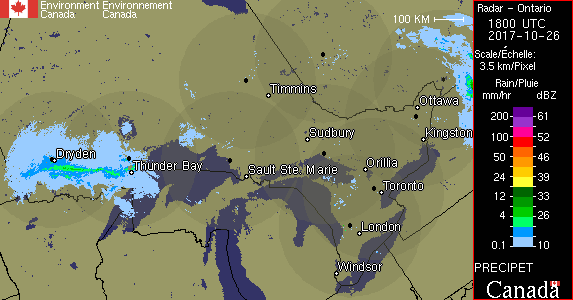 Environment Environnement
Canada Canada
100 KM
Timmins
Ottawa
Sudbury
Kingston
Dryden
Thunder Bay
Sault Ste. Marie
Orillia
Toronto
London
Windsor
Radar - Ontario
1800 UTC
2017-10-26
Scale/Échelle:
3.5 km/Pixel
Rain/Pluie
mm/hr dBZ
200 61
100 52
50 46
24 39
12 33
4 26
1 20
0.1 10
PRECIPET
Canada